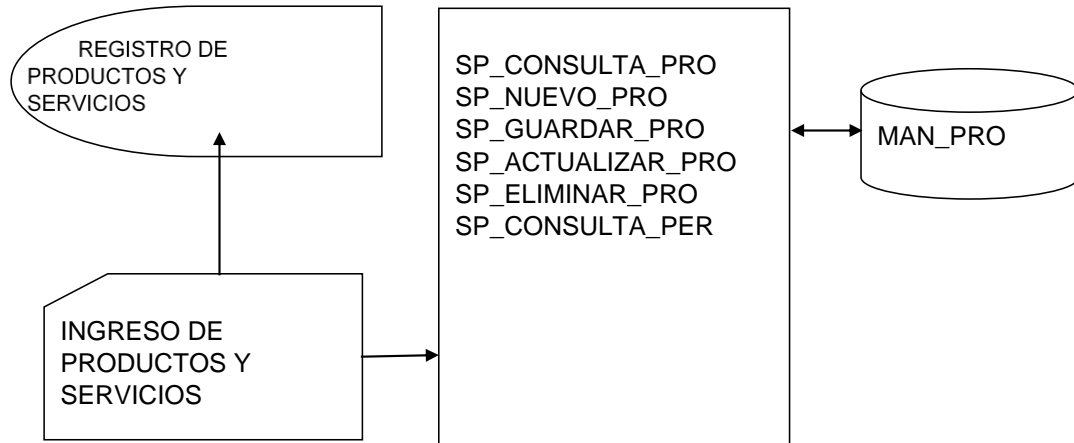 REGISTRO DE
PRODUCTOS Y
SERVICIOS
SP_CONSULTA_PRO
SP_NUEVO_PRO
SP_GUARDAR_PRO
SP_ACTUALIZAR_PRO
SP_ELIMINAR_PRO
SP_CONSULTA_PER
MAN_PRO
INGRESO DE
PRODUCTOS Y
SERVICIOS